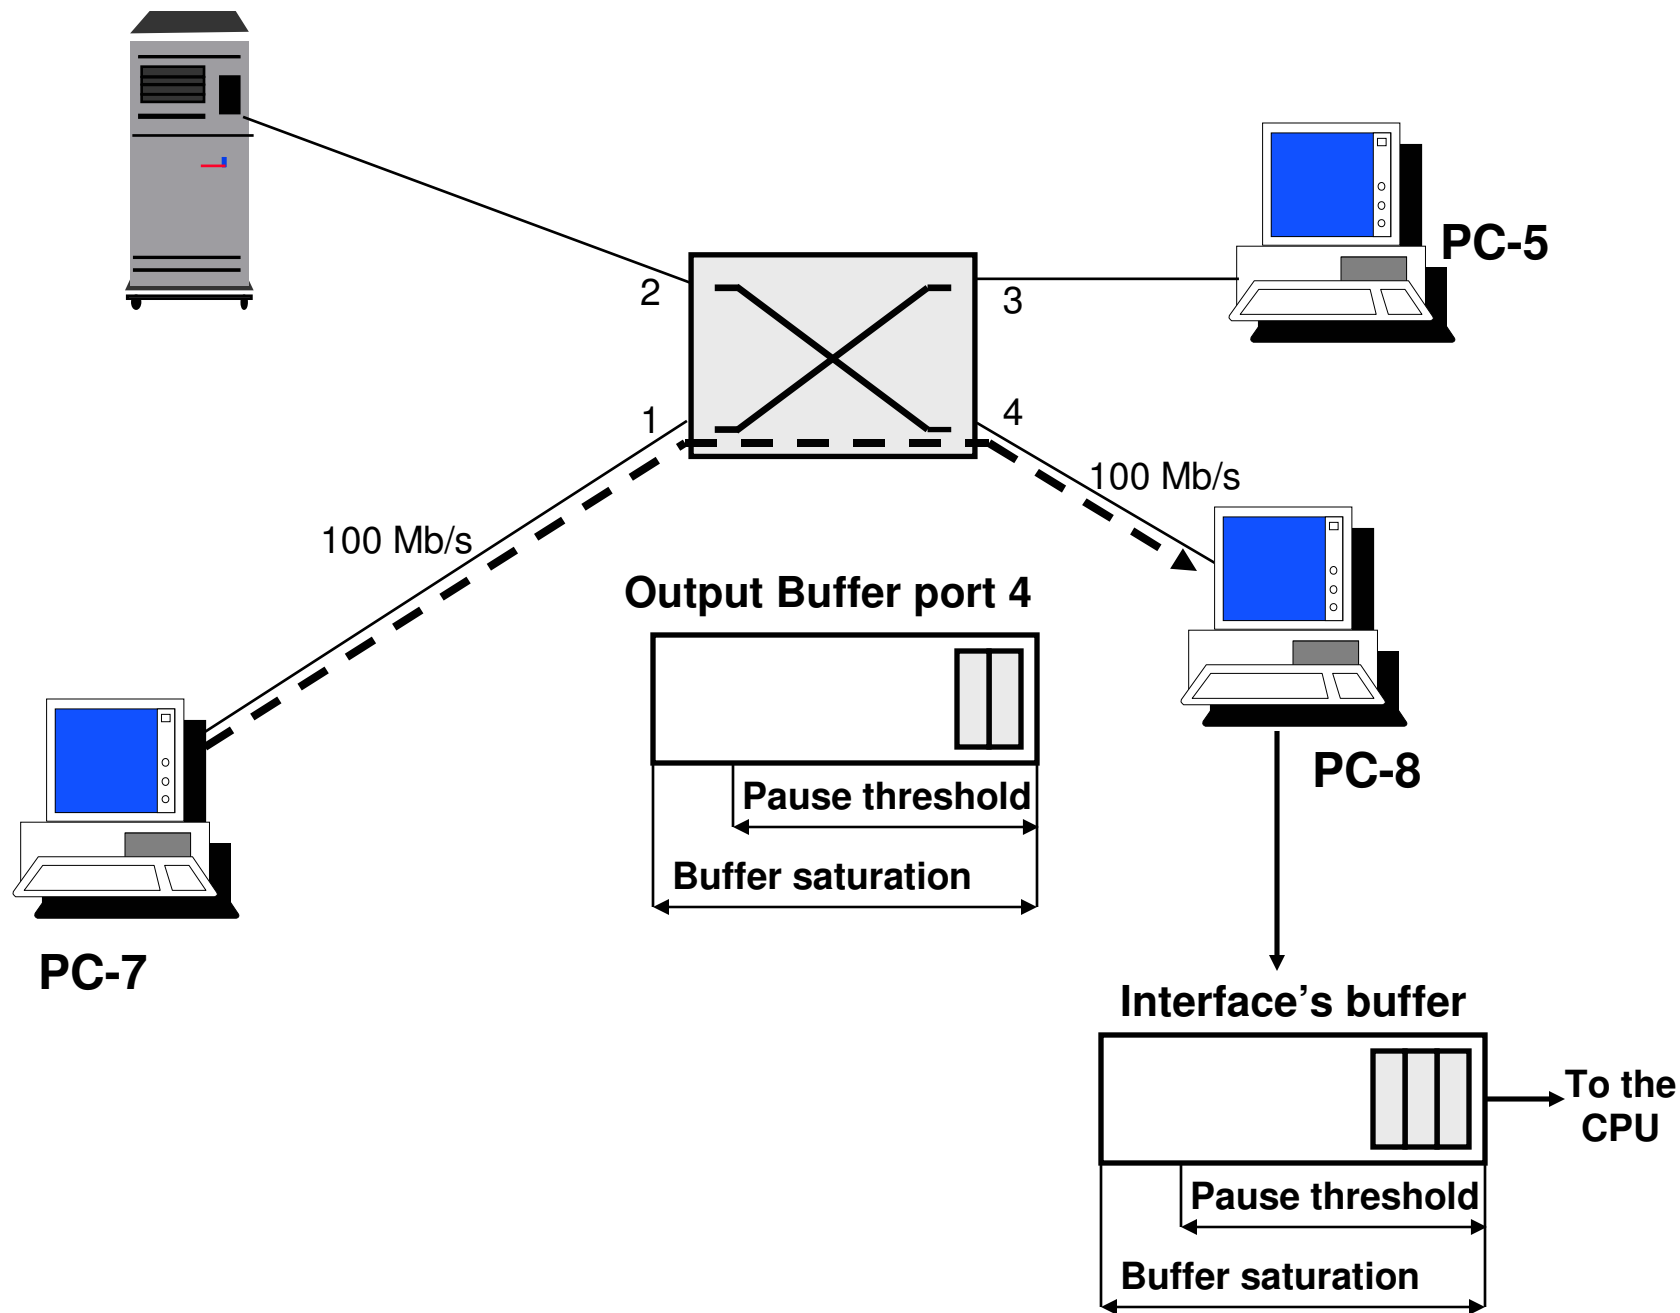 PC-5
2
3
1
4
100 Mb/s
100 Mb/s
Output Buffer port 4
PC-8
Pause threshold
Buffer saturation
PC-7
Interface’s buffer
To the
CPU
Pause threshold
Buffer saturation